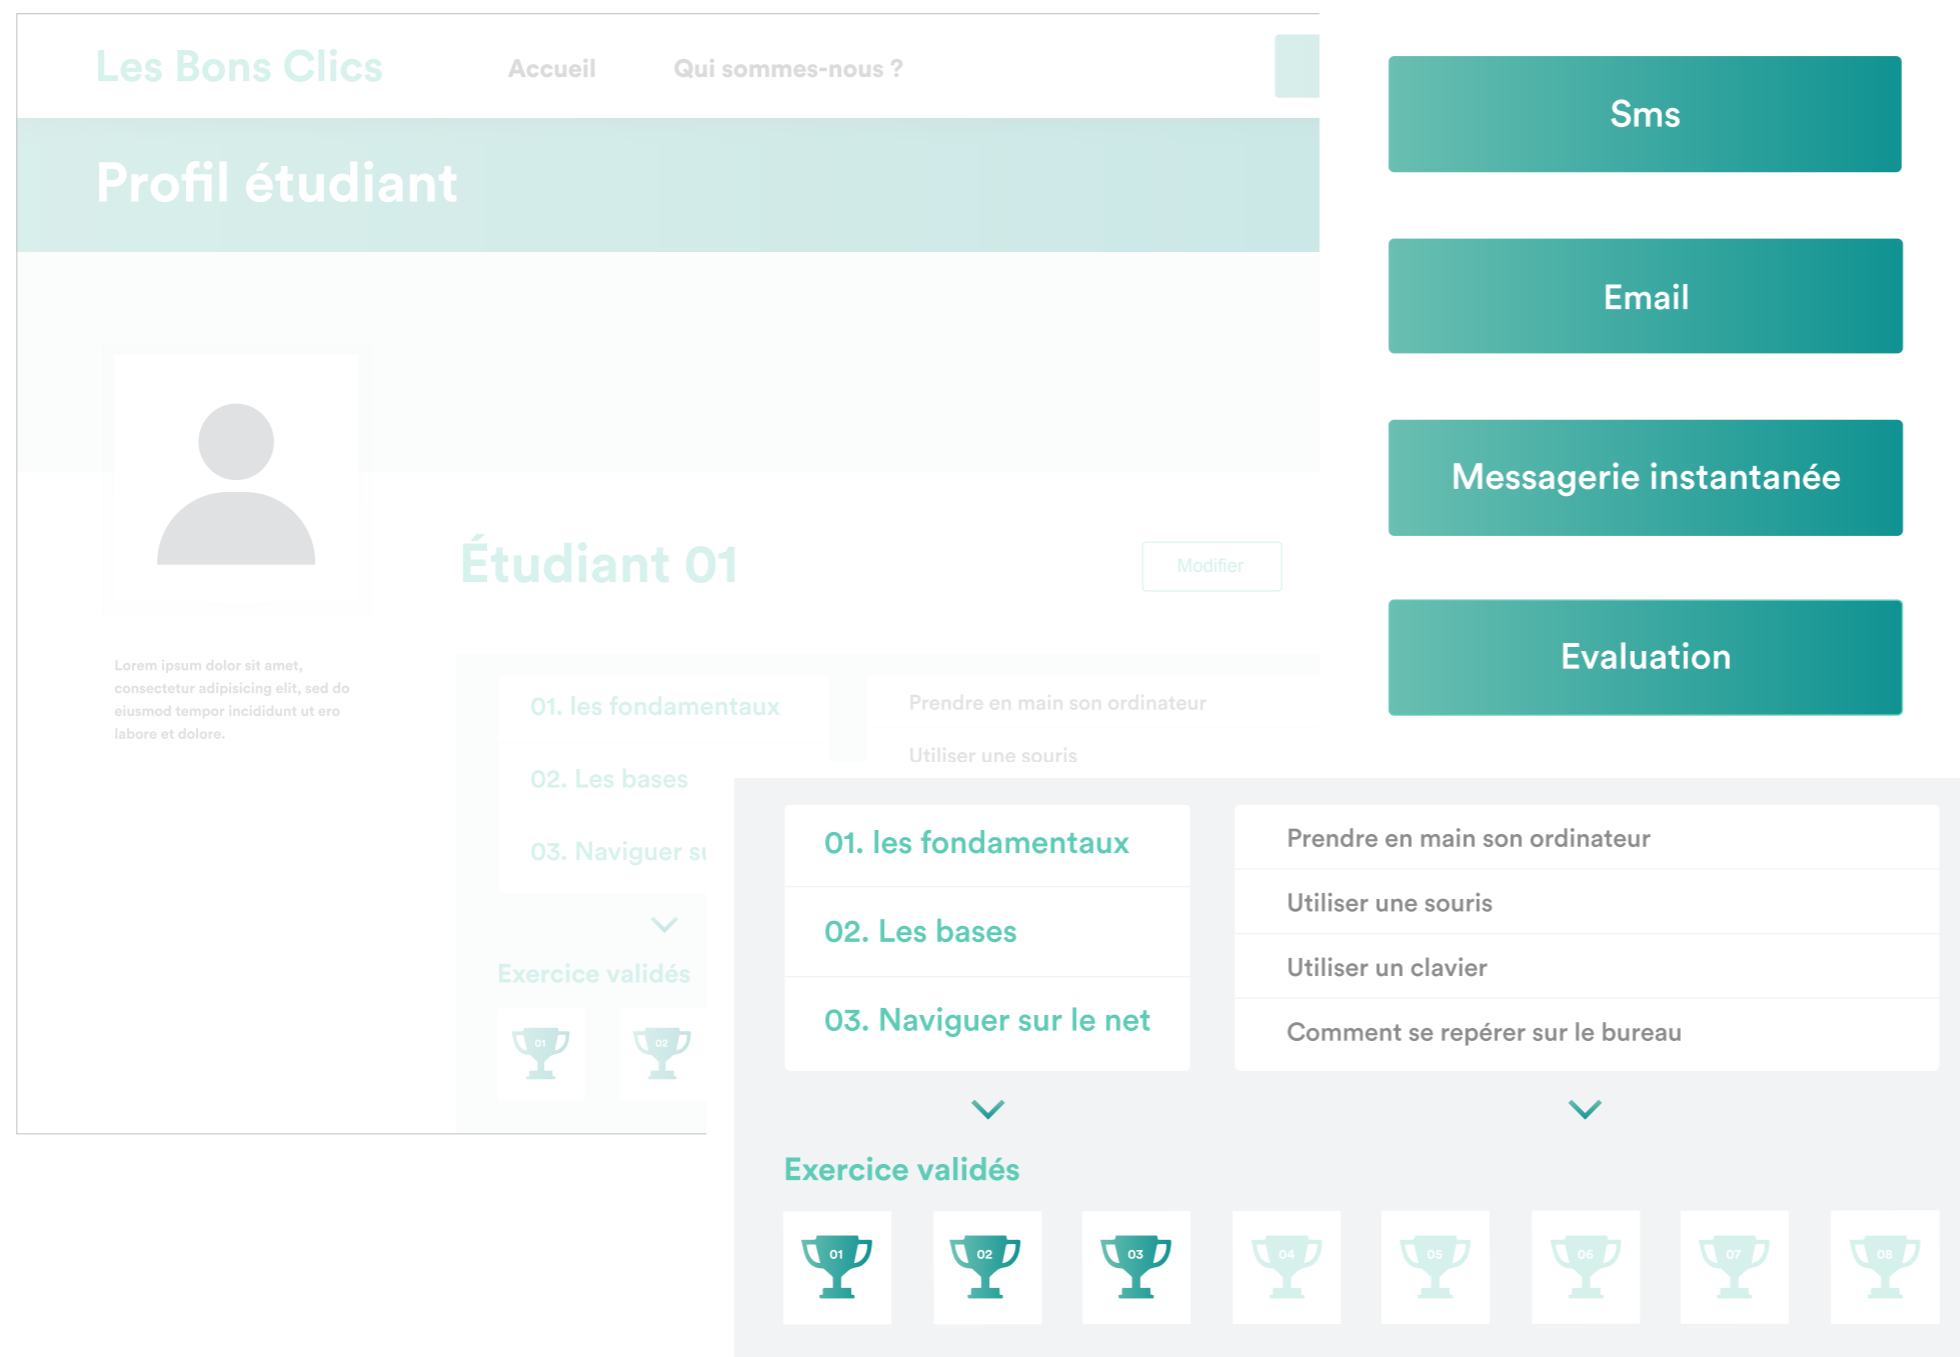 Les Bons Clics
Accueil
Qui sommes-nous ?
Profil étudiant
Étudiant 01
Modifier
Lorem ipsum dolor sit amet,
consectetur adipisicing elit, sed do
eiusmod tempor incididunt ut ero
labore et dolore.
01. les fondamentaux
02. Les bases
03. Naviguer su
Prendre en main son ordinateur
Utiliser une souris
Exercice validés
01
02
Sms
Email
Messagerie instantanée
Evaluation
01. les fondamentaux
02. Les bases
03. Naviguer sur le net
Prendre en main son ordinateur
Utiliser une souris
Utiliser un clavier
Comment se repérer sur le bureau
Exercice validés
01
02
03
04
05
06
07
08